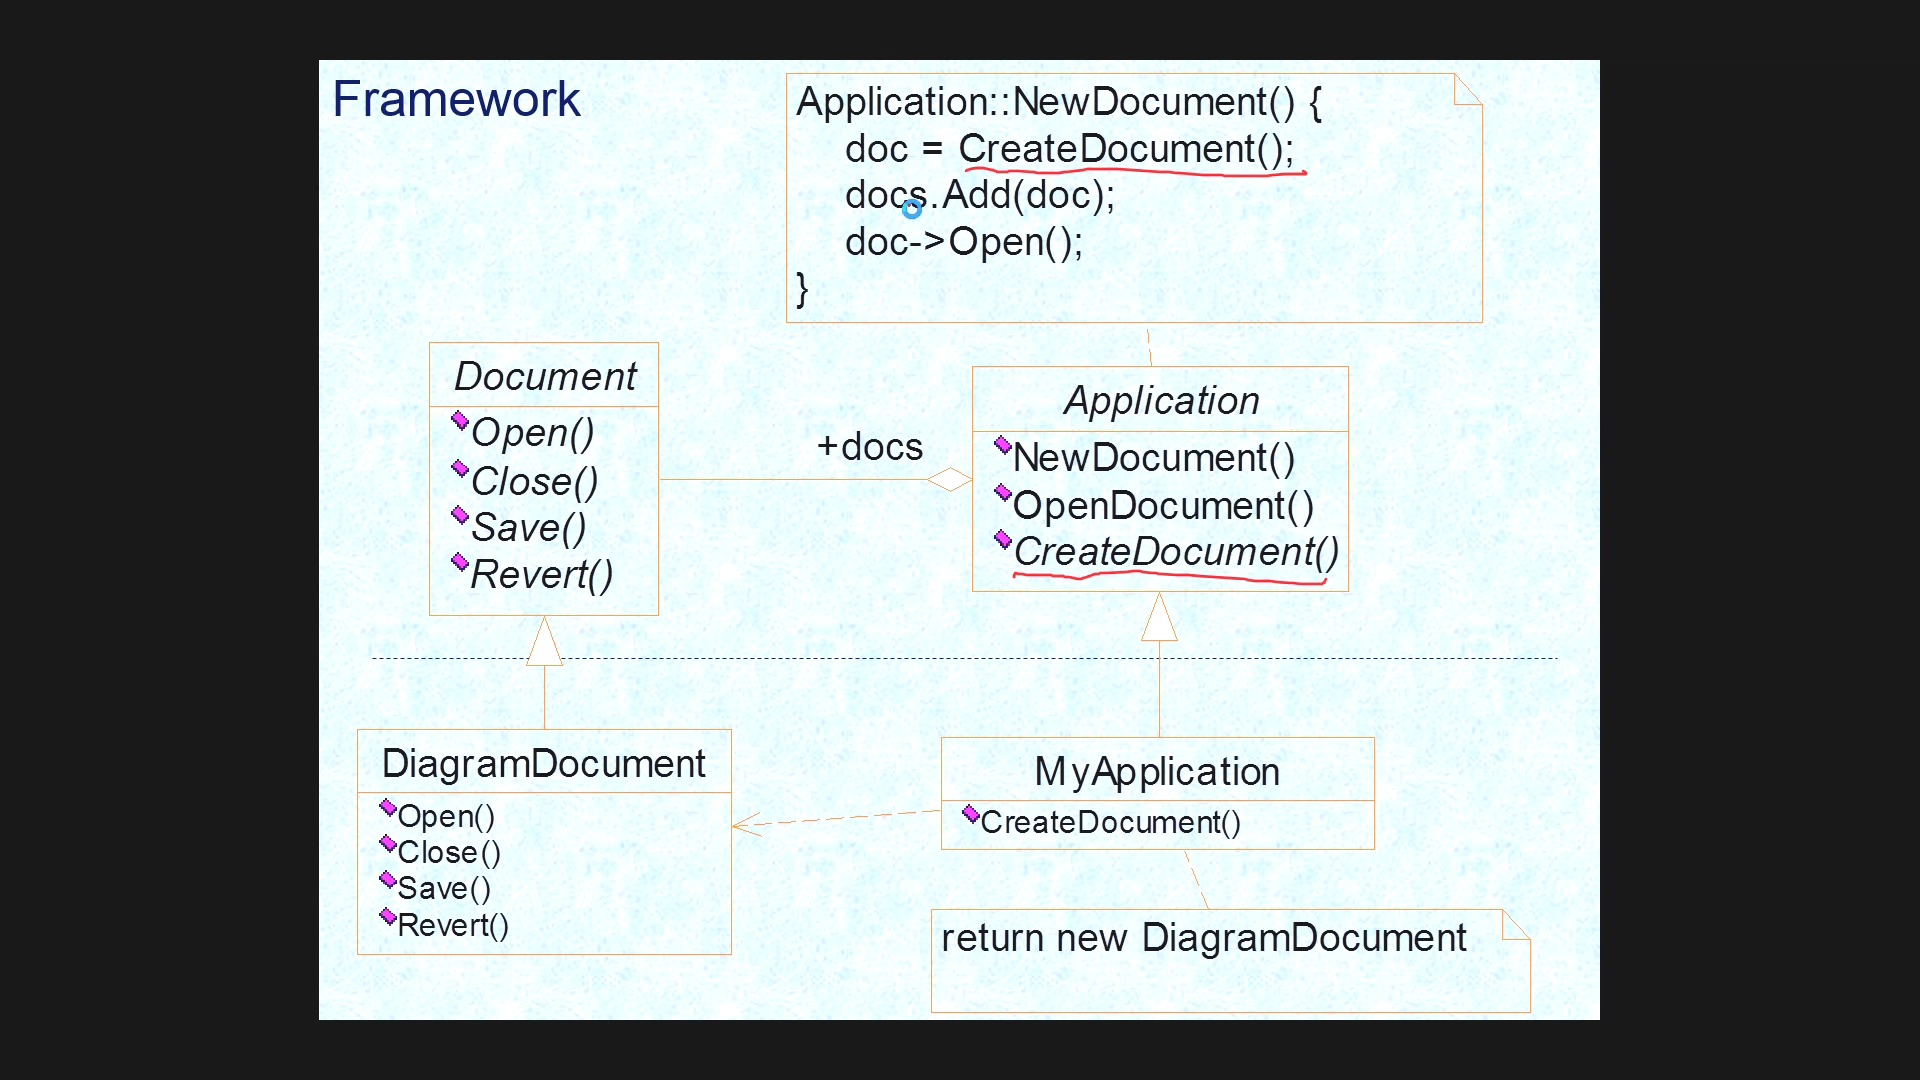 Framework
Application::NewDocument() {
doc = CreateDocument();
docs.Add(doc);
doc->Open();
}
Document
Open()
Close()
Save()
Revert()
+docs
Application
NewDocument()
OpenDocument()
CreateDocument()
DiagramDocument
Open()
Close()
Save()
Revert()
MyApplication
CreateDocument()
return new DiagramDocument